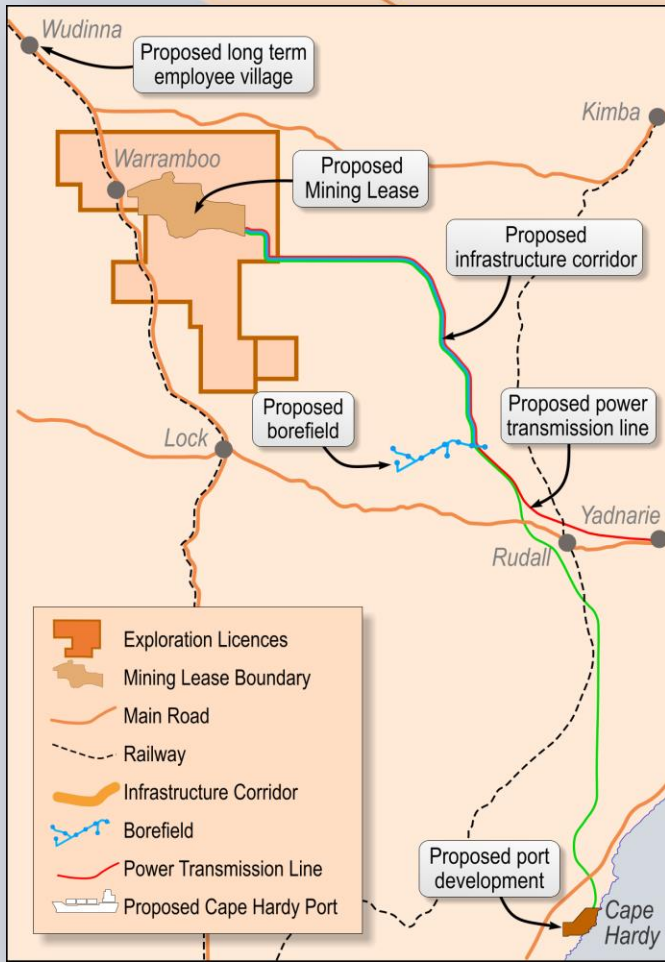 Wudinna
Proposed long term
employee village
Kimba
Warramboo
Proposed
Mining Lease
Proposed
infrastructure corridor
Proposed
borefield
Proposed power
transmission line
Lock
Yadnarie
Rudall
Exploration Licences
Mining Lease Boundary
Main Road
Railway
Infrastructure Corridor
Borefield
Power Transmission Line
Proposed Cape Hardy Port
Proposed port
development
Cape
Hardy